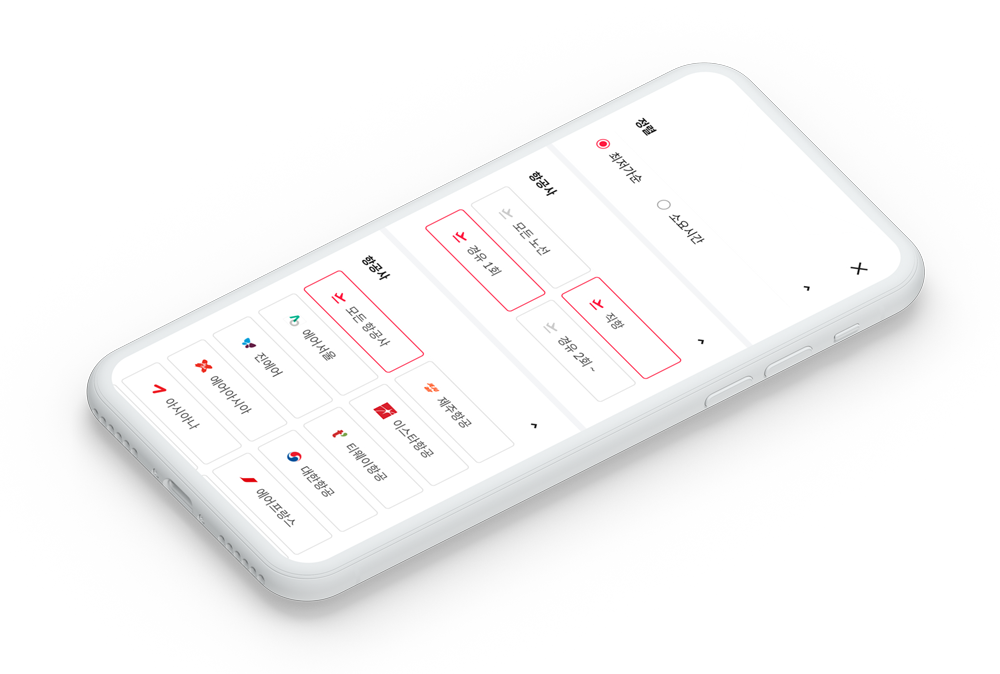 정렬
최저가순
소요시간
항공사
모든 노선
직항
경유 1회
경유 2회~
항공사
모든 항공사
제주항공
에어서울
이스타항공
진에어
티웨이항공
에어아시아
대한항공
아시아나
에어프랑스